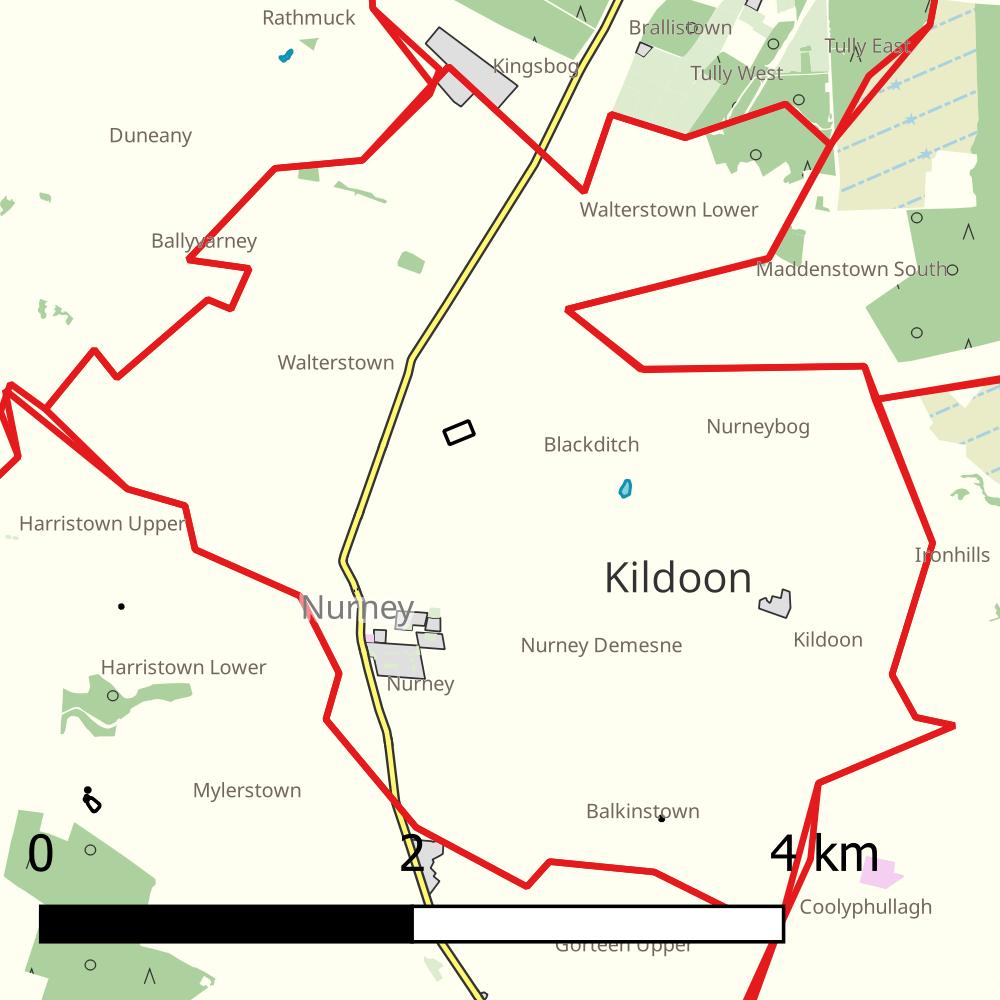 Rathmuck
Brallistown
Tully East
Kingsbog
Tully West
Duneany
Walterstown Lower
Ballyvarney
Maddenstown South
Walterstown
Nurneybog
Blackditch
Harristown Upper
Ironhills
Kildoon
Nurney
Kildoon
Nurney Demesne
Harristown Lower
Nurney
Mylerstown
Balkinstown
0
2
4 km
Coolyphullagh
Gorteen Upper